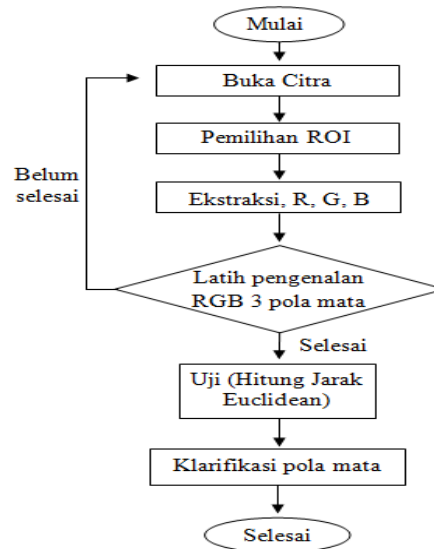 Mulai
Buka Citra
Pemilihan ROI
Belum
selesai
Ekstraksi, R, G, B
Latih pengenalan
RGB 3 pola mata
Selesai
Uji (Hitung Jarak
Euclidean)
Klarifikasi pola mata
Selesai